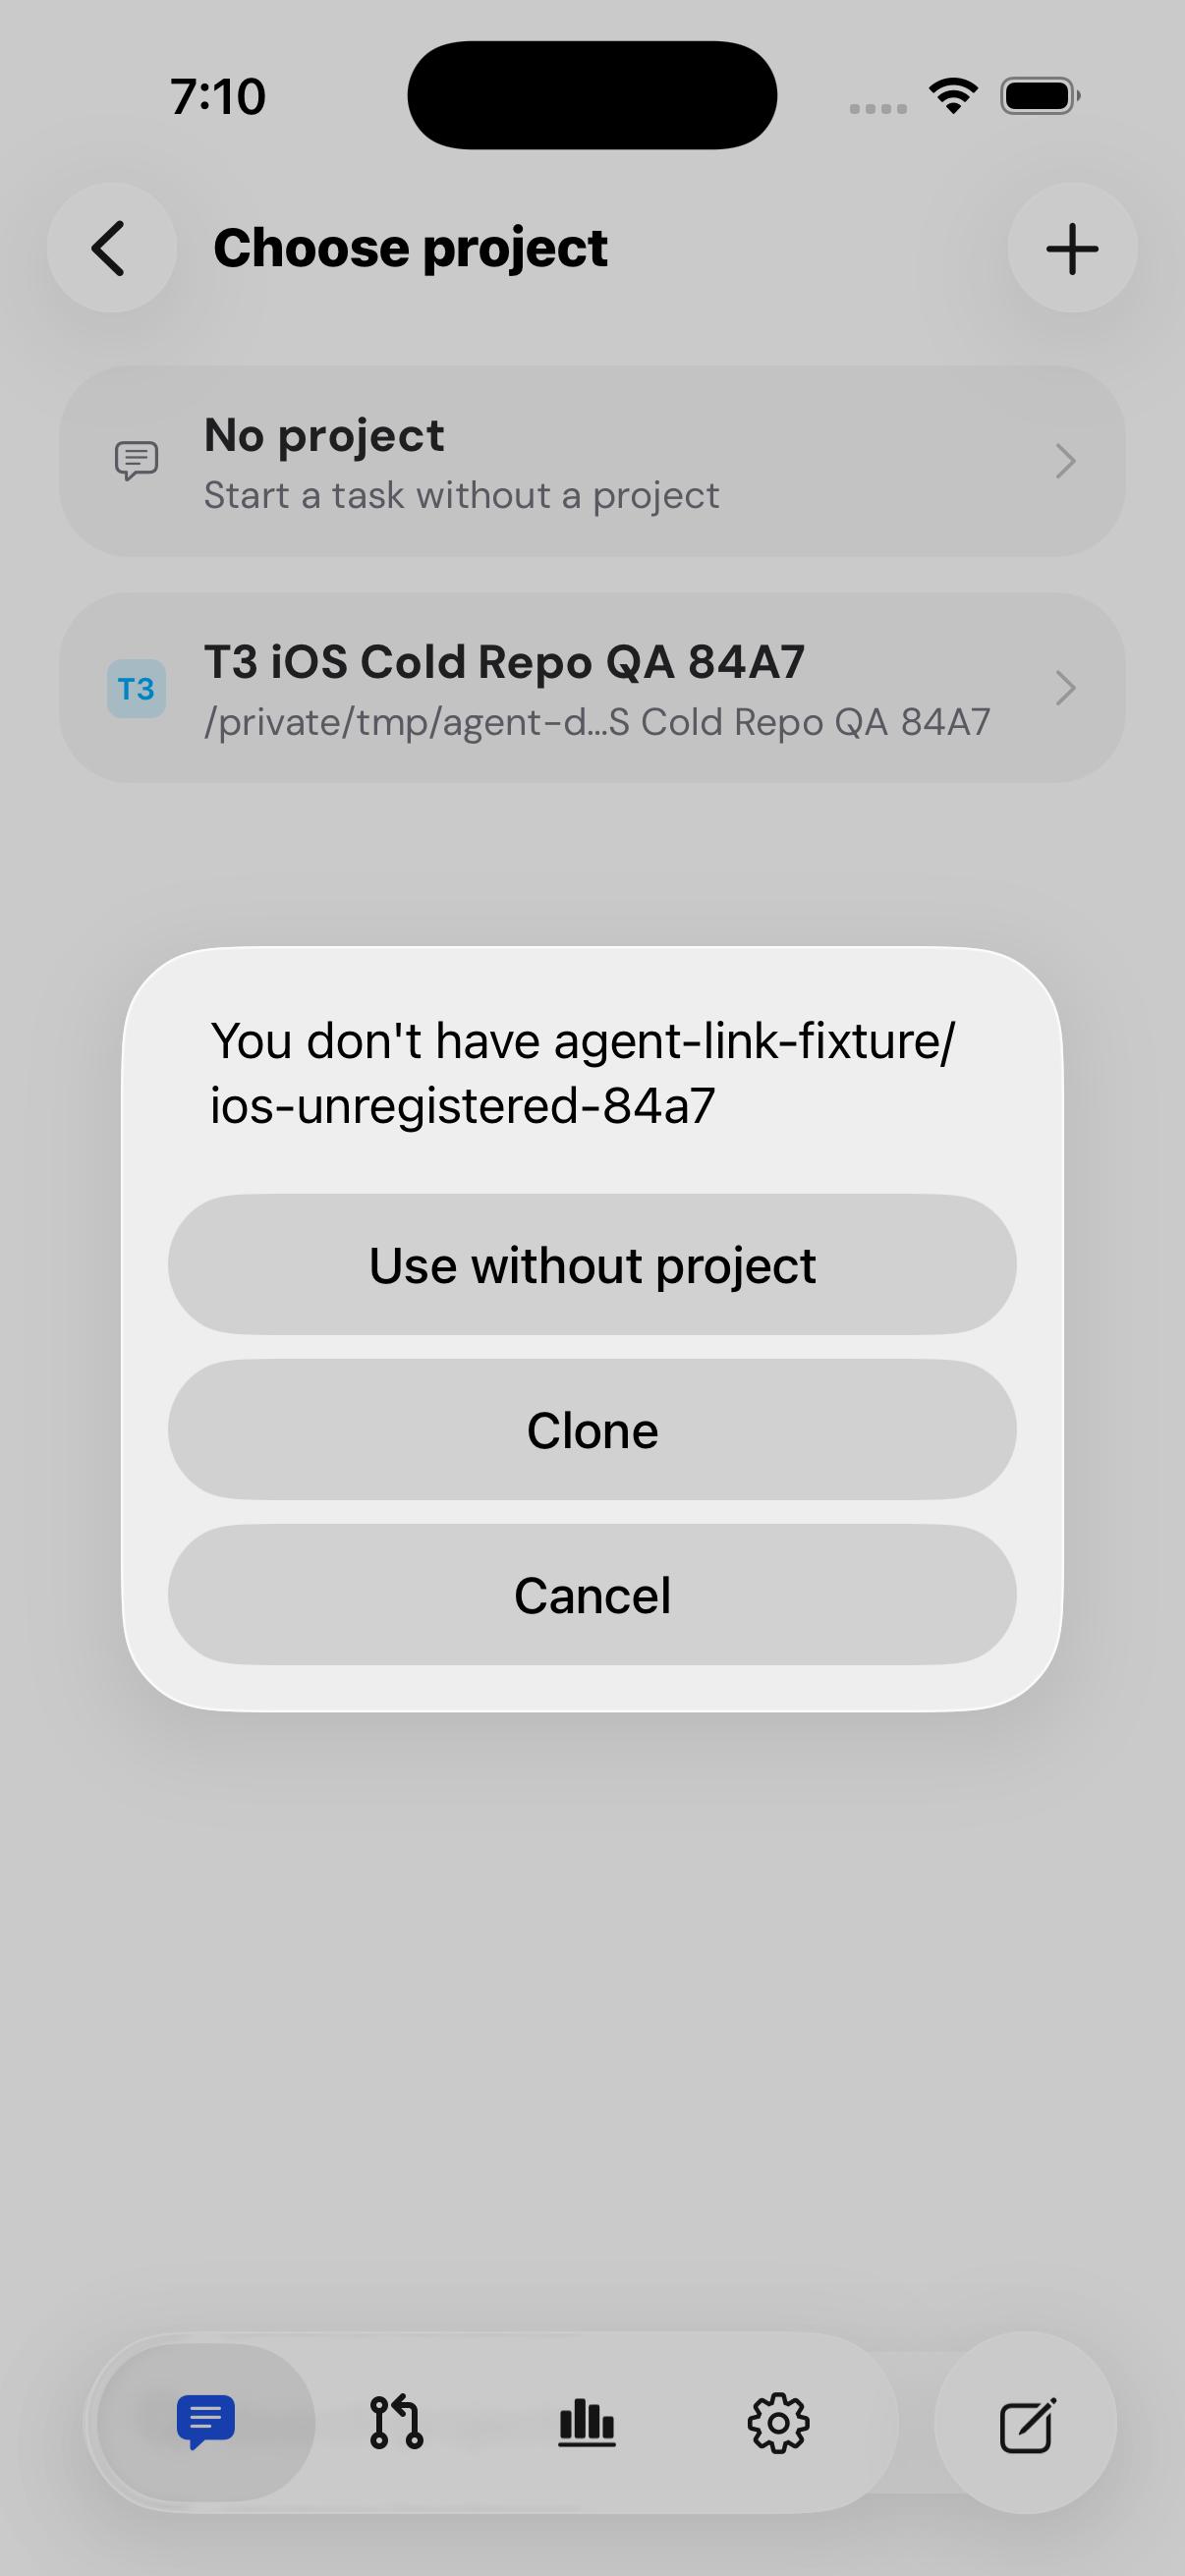 7:10
Choose project
No project
Start a task without a project
T3
T3 iOS Cold Repo QA 84A7
/private/tmp/agent-d...S Cold Repo QA 84A7
You don't have agent-link-fixture/
ios-unregistered-84a7
Use without project
Clone
Cancel